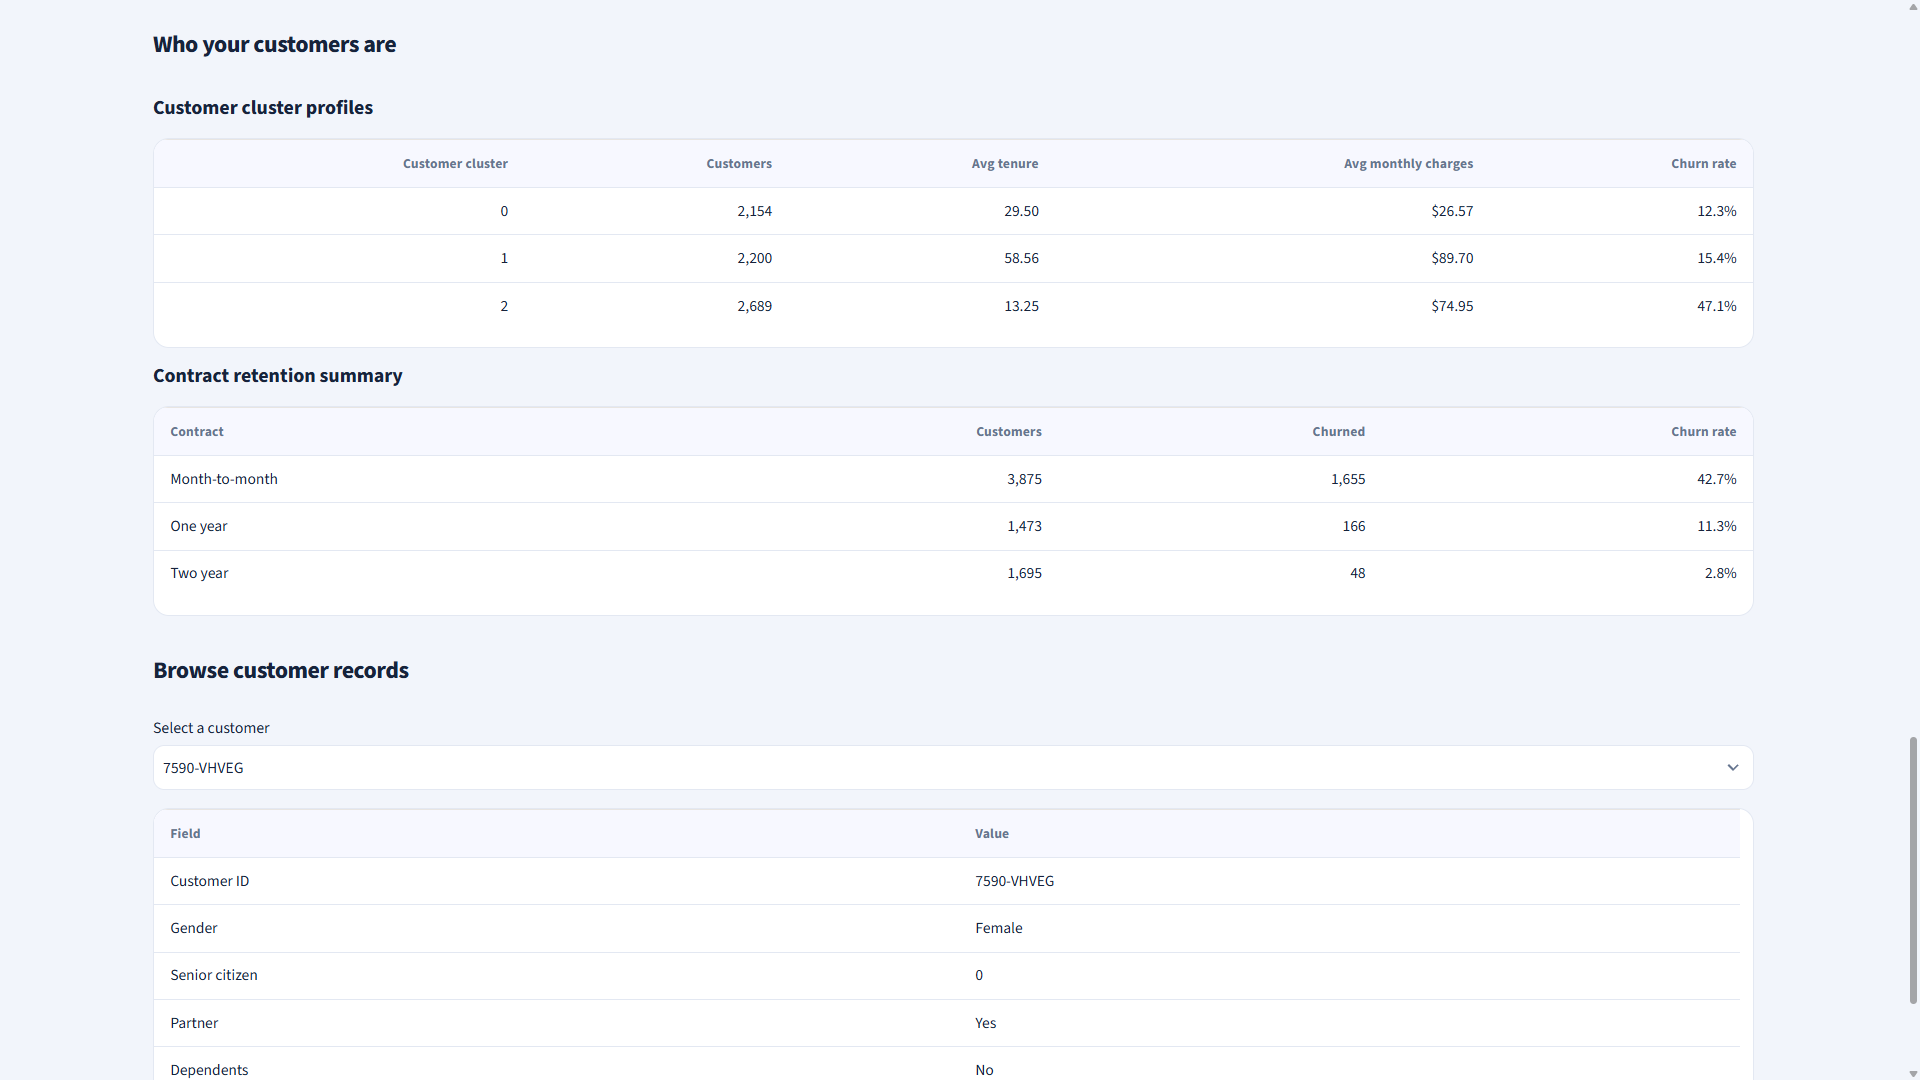 Who your customers are
Customer cluster profiles
Customer cluster Customers Avg tenure Avg monthly charges Churn rate
0 2,154 29.50 $26.57 12.3%
1 2,200 58.56 $89.70 15.4%
2 2,689 13.25 $74.95 47.1%
Contract retention summary
Contract Customers Churned Churn rate
Month-to-month 3,875 1,655 42.7%
One year 1,473 166 11.3%
Two year 1,695 48 2.8%
Browse customer records
Select a customer
7590-VHVEG
Field Value
Customer ID 7590-VHVEG
Gender Female
Senior citizen 0
Partner Yes
Dependents No